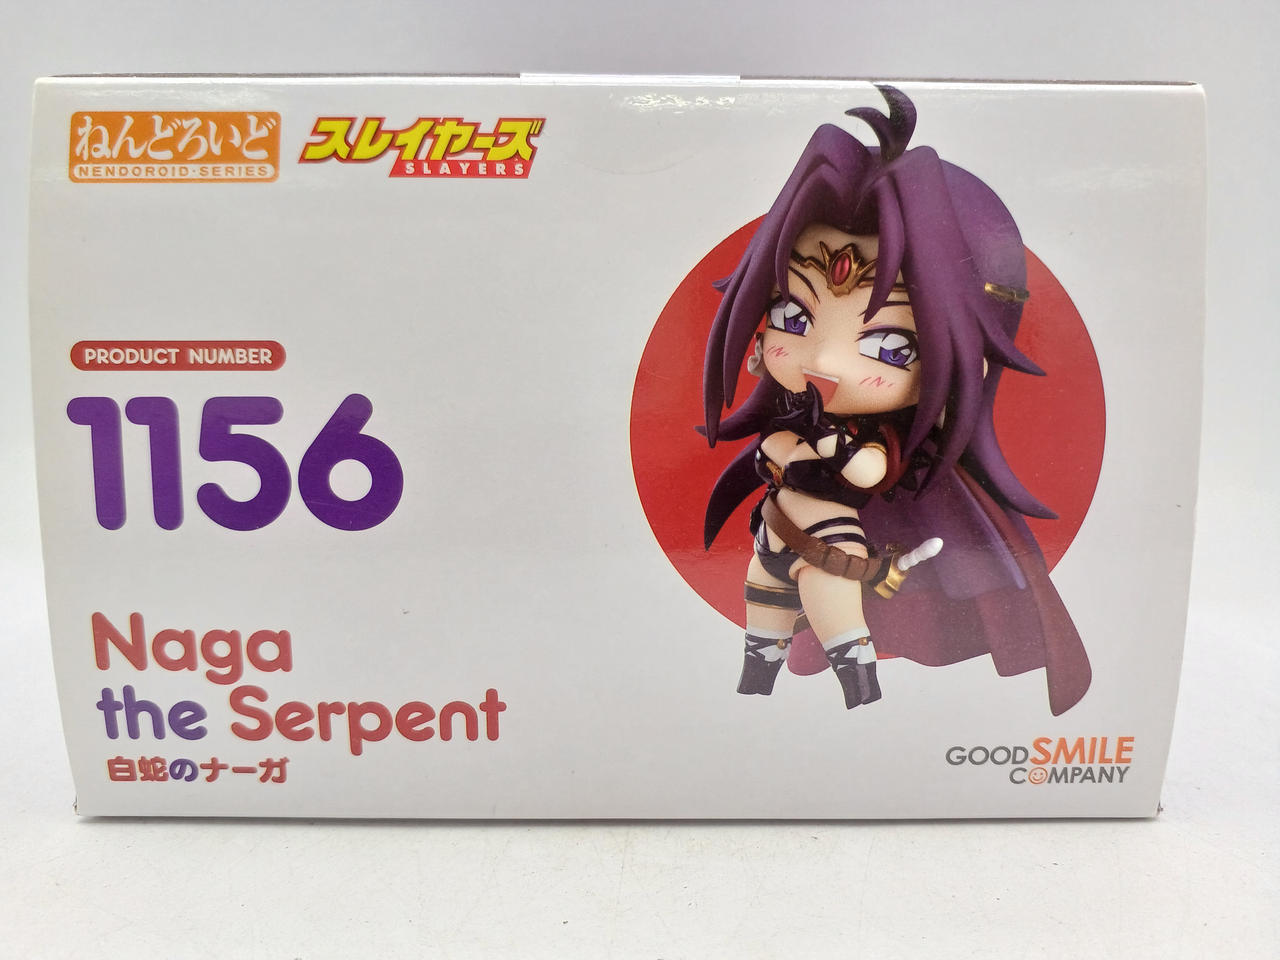 ねんどろいど
NENDOROID·SERIES
スレイヤーズ
SLAYERS
PRODUCT NUMBER
1156
Naga
the Serpent
白蛇のナーガ
GOOD SMILE
COMPANY